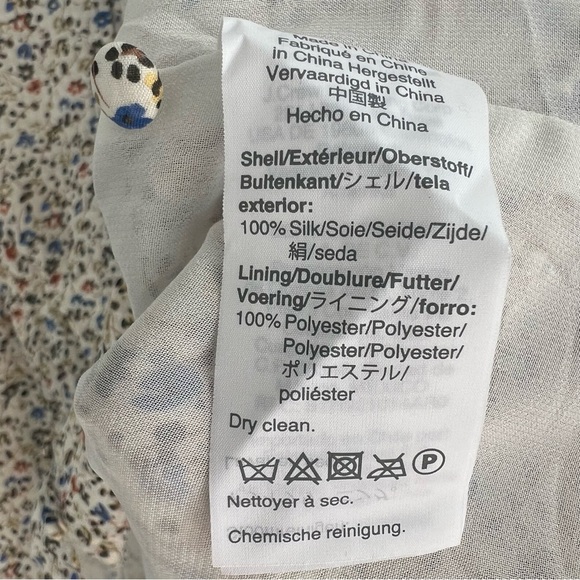 Made in China
Fabriqué en Chine
in China Hergestellt
Vervaardigd in China
中国製
Hecho en China
Shell/Extérieur/Oberstoff/
Buitenkant/シェル/tela
exterior:
100% Silk/Soie/Seide/Zijde/
絹/seda
Lining/Doublure/Futter/
Voering/ライニング/forro:
100% Polyester/Polyester/
Polyester/Polyester/
ポリエステル/
poliéster
Dry clean.
P
Nettoyer à sec.
Chemische reinigung.